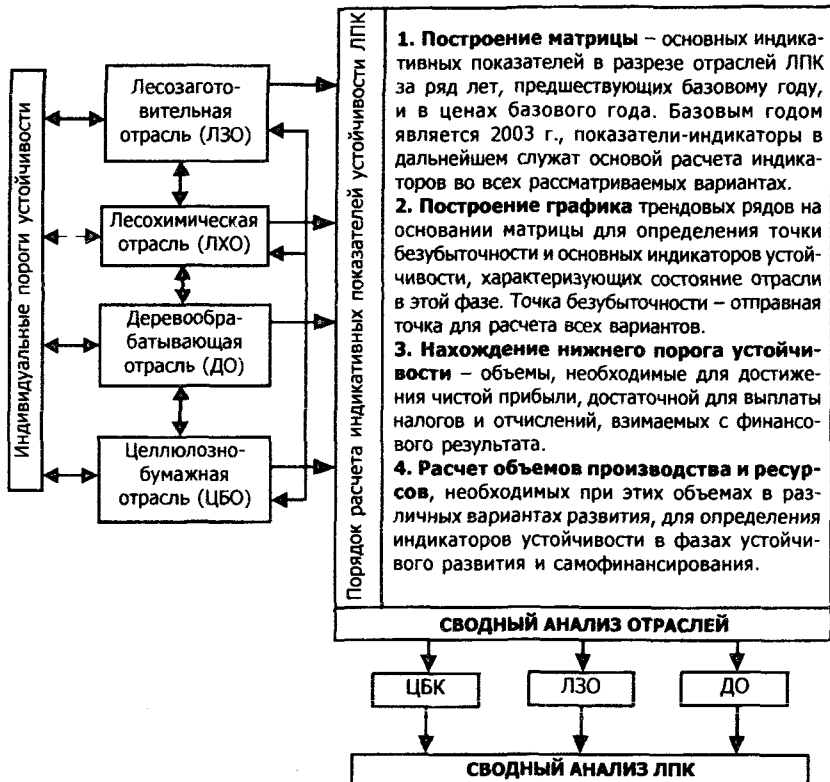 Индивидуальные пороги устойчивости
Лесозагото-
вительная
отрасль (ЛЗО)
Лесохимическая
отрасль (ЛХО)
Деревообра-
батывающая
отрасль (ДО)
Целлюлозно-
бумажная
отрасль (ЦБО)
Порядок расчета индикативных показателей устойчивости ЛПК
1. Построение матрицы – основных индика-
тивных показателей в разрезе отраслей ЛПК
за ряд лет, предшествующих базовому году,
и в ценах базового года. Базовым годом
является 2003 г., показатели-индикаторы в
дальнейшем служат основой расчета индика-
торов во всех рассматриваемых вариантах.
2. Построение графика трендовых рядов на
основании матрицы для определения точки
безубыточности и основных индикаторов устой-
чивости, характеризующих состояние отрасли
в этой фазе. Точка безубыточности – отправная
точка для расчета всех вариантов.
3. Нахождение нижнего порога устойчи-
вости – объемы, необходимые для достиже-
ния чистой прибыли, достаточной для выплаты
налогов и отчислений, взимаемых с финансо-
вого результата.
4. Расчет объемов производства и ресур-
сов, необходимых при этих объемах в раз-
личных вариантах развития, для определения
индикаторов устойчивости в фазах устойчи-
вого развития и самофинансирования.
СВОДНЫЙ АНАЛИЗ ОТРАСЛЕЙ
ЦБК
ЛЗО
ДО
СВОДНЫЙ АНАЛИЗ ЛПК